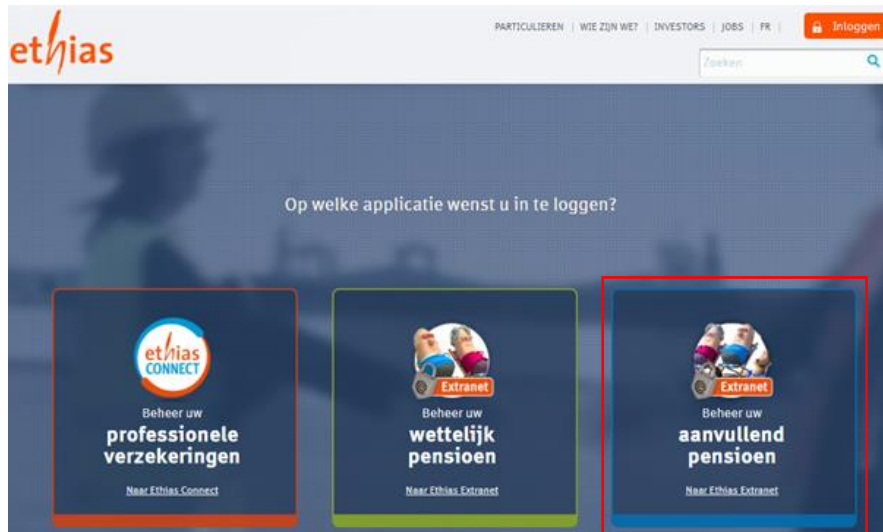 PARTICULIEREN | WIE ZIJN WE? | INVESTORS | JOBS | FR |
Inloggen
ethias
Zoeken
Op welke applicatie wenst u in te loggen?
ethias
CONNECT
Beheer uw
professionele
verzekeringen
Naar Ethias Connect
Extranet
Beheer uw
wettelijk
pensioen
Naar Ethias Extranet
Extranet
Beheer uw
aanvullend
pensioen
Naar Ethias Extranet